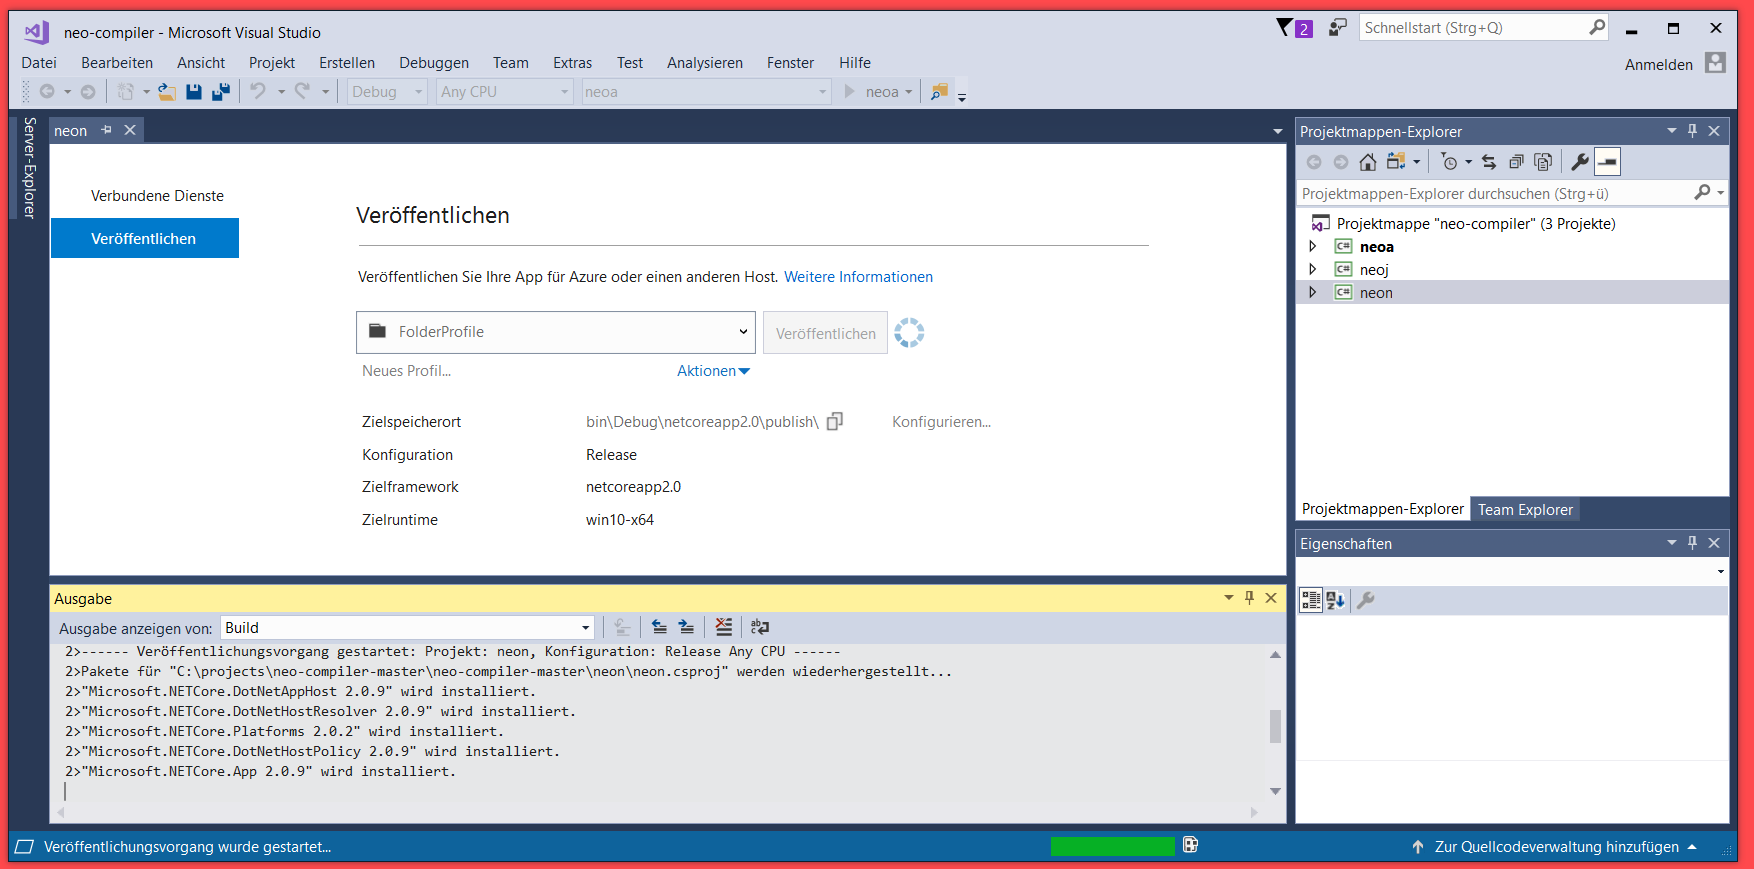 neo-compiler - Microsoft Visual Studio
2
Schnellstart (Strg+Q)
Datei Bearbeiten Ansicht Projekt Erstellen Debuggen Team Extras Test Analysieren Fenster Hilfe
Anmelden
Debug Any CPU neoa neoa
Server-Explorer
neon
Verbundene Dienste
Veröffentlichen
Veröffentlichen
Veröffentlichen Sie Ihre App für Azure oder einen anderen Host. Weitere Informationen
FolderProfile Veröffentlichen
Neues Profil... Aktionen
Zielspeicherort bin\Debug\netcoreapp2.0\publish\ Konfigurieren...
Konfiguration Release
Zielframework netcoreapp2.0
Zielruntime win10-x64
Projektmappen-Explorer
Projektmappen-Explorer durchsuchen (Strg+ü)
Projektmappe "neo-compiler" (3 Projekte)
C# neoa
C# neoj
C# neon
Projektmappen-Explorer Team Explorer
Eigenschaften
Ausgabe
Ausgabe anzeigen von: Build
2>------ Veröffentlichungsvorgang gestartet: Projekt: neon, Konfiguration: Release Any CPU ------
2>Pakete für "C:\projects\neo-compiler-master\neo-compiler-master\neon\neon.csproj" werden wiederhergestellt...
2>"Microsoft.NETCore.DotNetAppHost 2.0.9" wird installiert.
2>"Microsoft.NETCore.DotNetHostResolver 2.0.9" wird installiert.
2>"Microsoft.NETCore.Platforms 2.0.2" wird installiert.
2>"Microsoft.NETCore.DotNetHostPolicy 2.0.9" wird installiert.
2>"Microsoft.NETCore.App 2.0.9" wird installiert.
Veröffentlichungsvorgang wurde gestartet...
Zur Quellcodeverwaltung hinzufügen